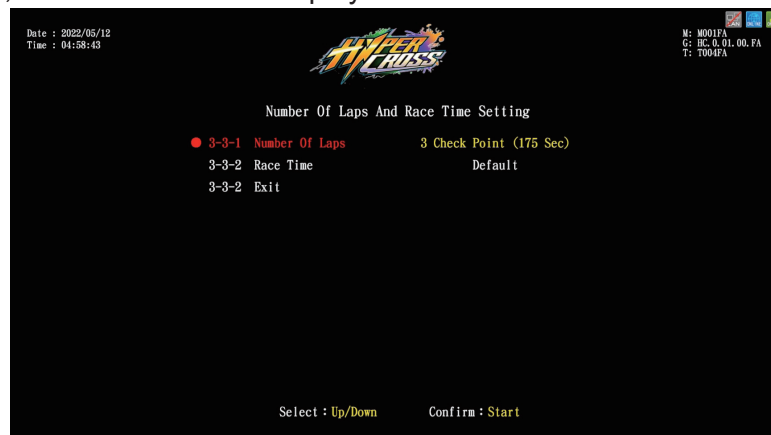 Date : 2022/05/12
Time : 04:58:43
HYPER
CROSS
M: M001FA
G: HC.0.01.00.FA
T: T004FA
Number Of Laps And Race Time Setting
3-3-1 Number Of Laps 3 Check Point (175 Sec)
3-3-2 Race Time Default
3-3-2 Exit
Select : Up/Down Confirm : Start